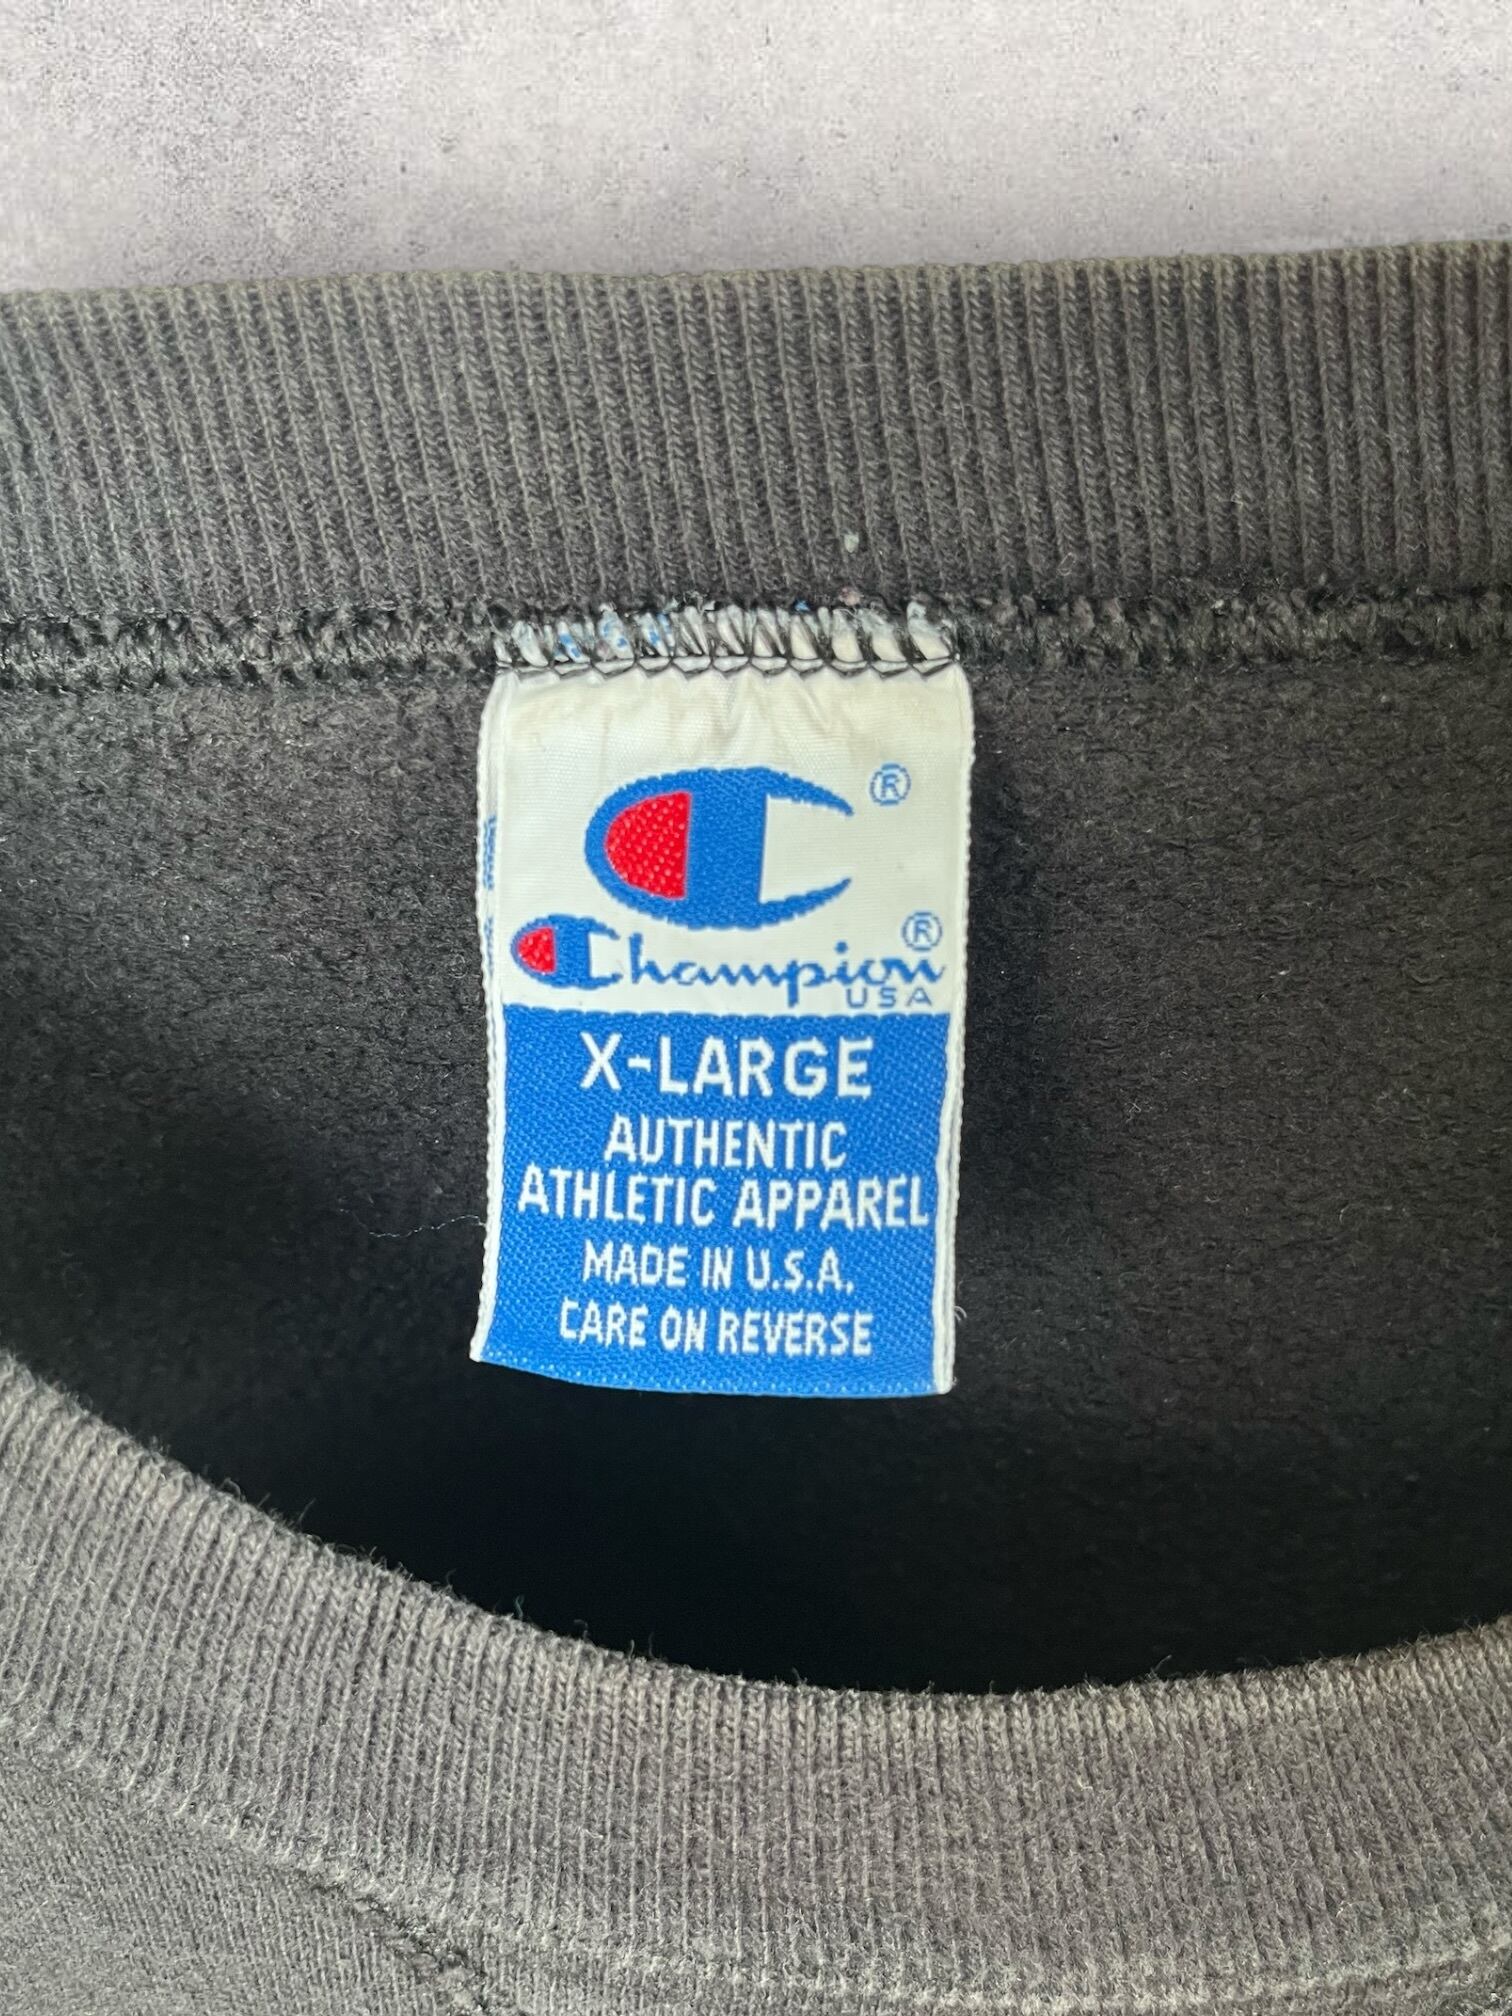 ®
Champion®
USA
X-LARGE
AUTHENTIC
ATHLETIC APPAREL
MADE IN U.S.A.
CARE ON REVERSE